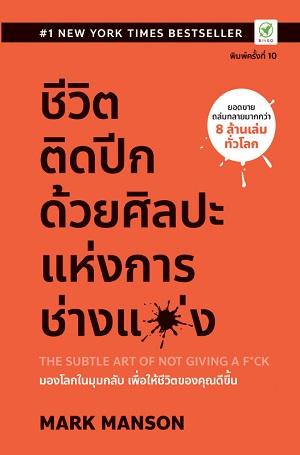 #1 NEW YORK TIMES BESTSELLER
BINGO
พิมพ์ครั้งที่ 10
ยอดขาย
ถล่มทลายมากกว่า
8 ล้านเล่ม
ทั่วโลก
ชีวิต
ติดปีก
ด้วยศิลปะ
แห่งการ
ช่างแ ง
THE SUBTLE ART OF NOT GIVING A F*CK
มองโลกในมุมกลับ เพื่อให้ชีวิตของคุณดีขึ้น
MARK MANSON